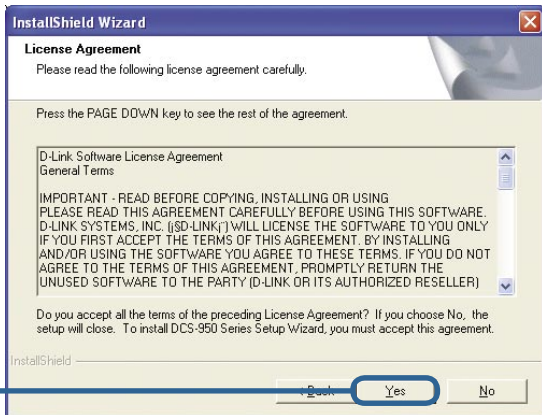 InstallShield Wizard
License Agreement
Please read the following license agreement carefully.
Press the PAGE DOWN key to see the rest of the agreement.
D-Link Software License Agreement
General Terms
IMPORTANT - READ BEFORE COPYING, INSTALLING OR USING
PLEASE READ THIS AGREEMENT CAREFULLY BEFORE USING THIS SOFTWARE.
D-LINK SYSTEMS, INC. (¡§D-LINK¡¨) WILL LICENSE THE SOFTWARE TO YOU ONLY
IF YOU FIRST ACCEPT THE TERMS OF THIS AGREEMENT. BY INSTALLING
AND/OR USING THE SOFTWARE YOU AGREE TO THESE TERMS. IF YOU DO NOT
AGREE TO THE TERMS OF THIS AGREEMENT, PROMPTLY RETURN THE
UNUSED SOFTWARE TO THE PARTY (D-LINK OR ITS AUTHORIZED RESELLER)
Do you accept all the terms of the preceding License Agreement? If you choose No, the
setup will close. To install DCS-950 Series Setup Wizard, you must accept this agreement.
InstallShield
< Back Yes No